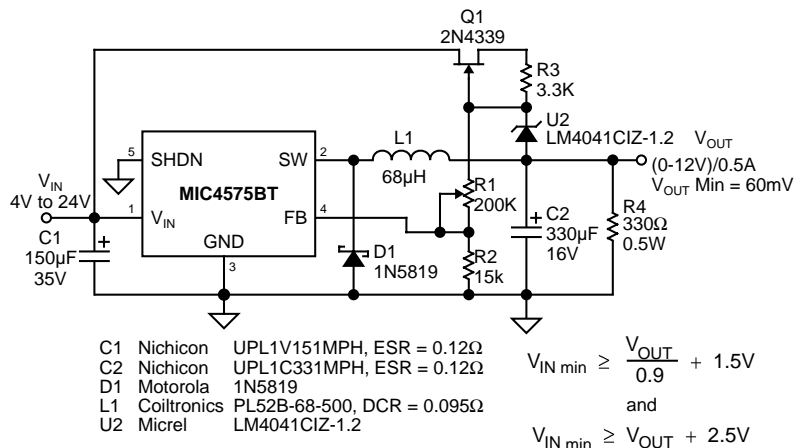 Q1
2N4339
R3
3.3K
U2
LM4041CIZ-1.2
L1
68µH
V_OUT
(0-12V)/0.5A
V_OUT Min = 60mV
5
SHDN
SW
2
MIC4575BT
V_IN
4V to 24V
1
V_IN
FB
4
GND
3
R1
200K
R2
15k
C1
150µF
35V
+
D1
1N5819
+
C2
330µF
16V
R4
330Ω
0.5W
C1 Nichicon UPL1V151MPH, ESR = 0.12Ω
C2 Nichicon UPL1C331MPH, ESR = 0.12Ω
D1 Motorola 1N5819
L1 Coiltronics PL52B-68-500, DCR = 0.095Ω
U2 Micrel LM4041CIZ-1.2
V_IN min ≥ V_OUT / 0.9 + 1.5V
and
V_IN min ≥ V_OUT + 2.5V